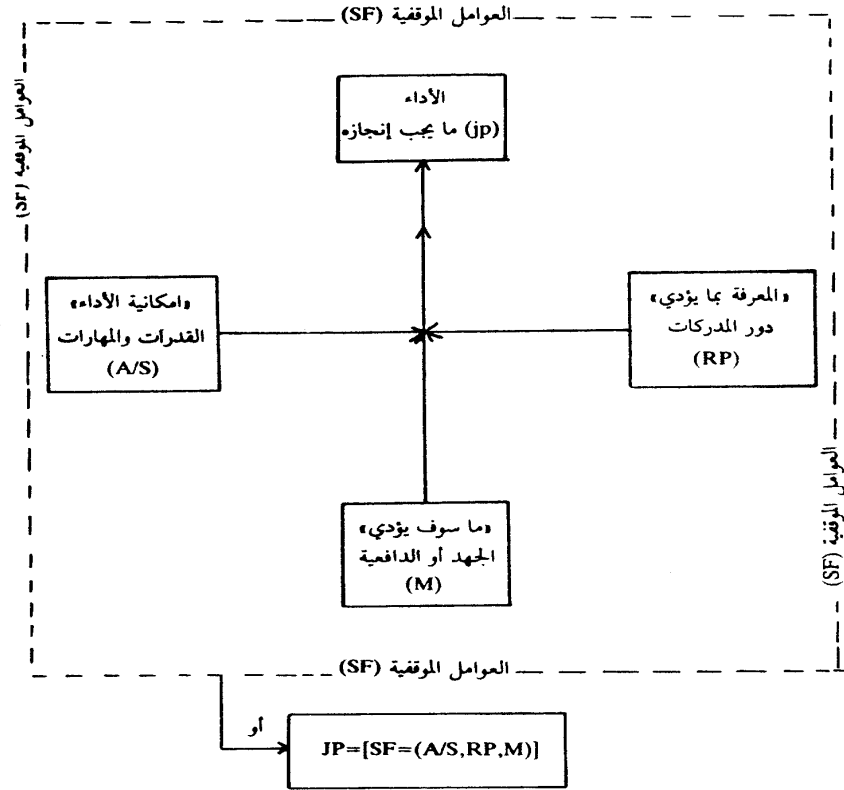 العوامل الموقفية (SF)
العوامل الموقفية (SF)
الأداء
(jp) ما يجب إنجازه
«امكانية الأداء»
القدرات والمهارات
(A/S)
«المعرفة بما يؤدي»
دور المدركات
(RP)
«ما سوف يؤدي»
الجهد أو الدافعية
(M)
العوامل الموقفية (SF)
العوامل الموقفية (SF)
أو
JP=[SF=(A/S,RP,M)]